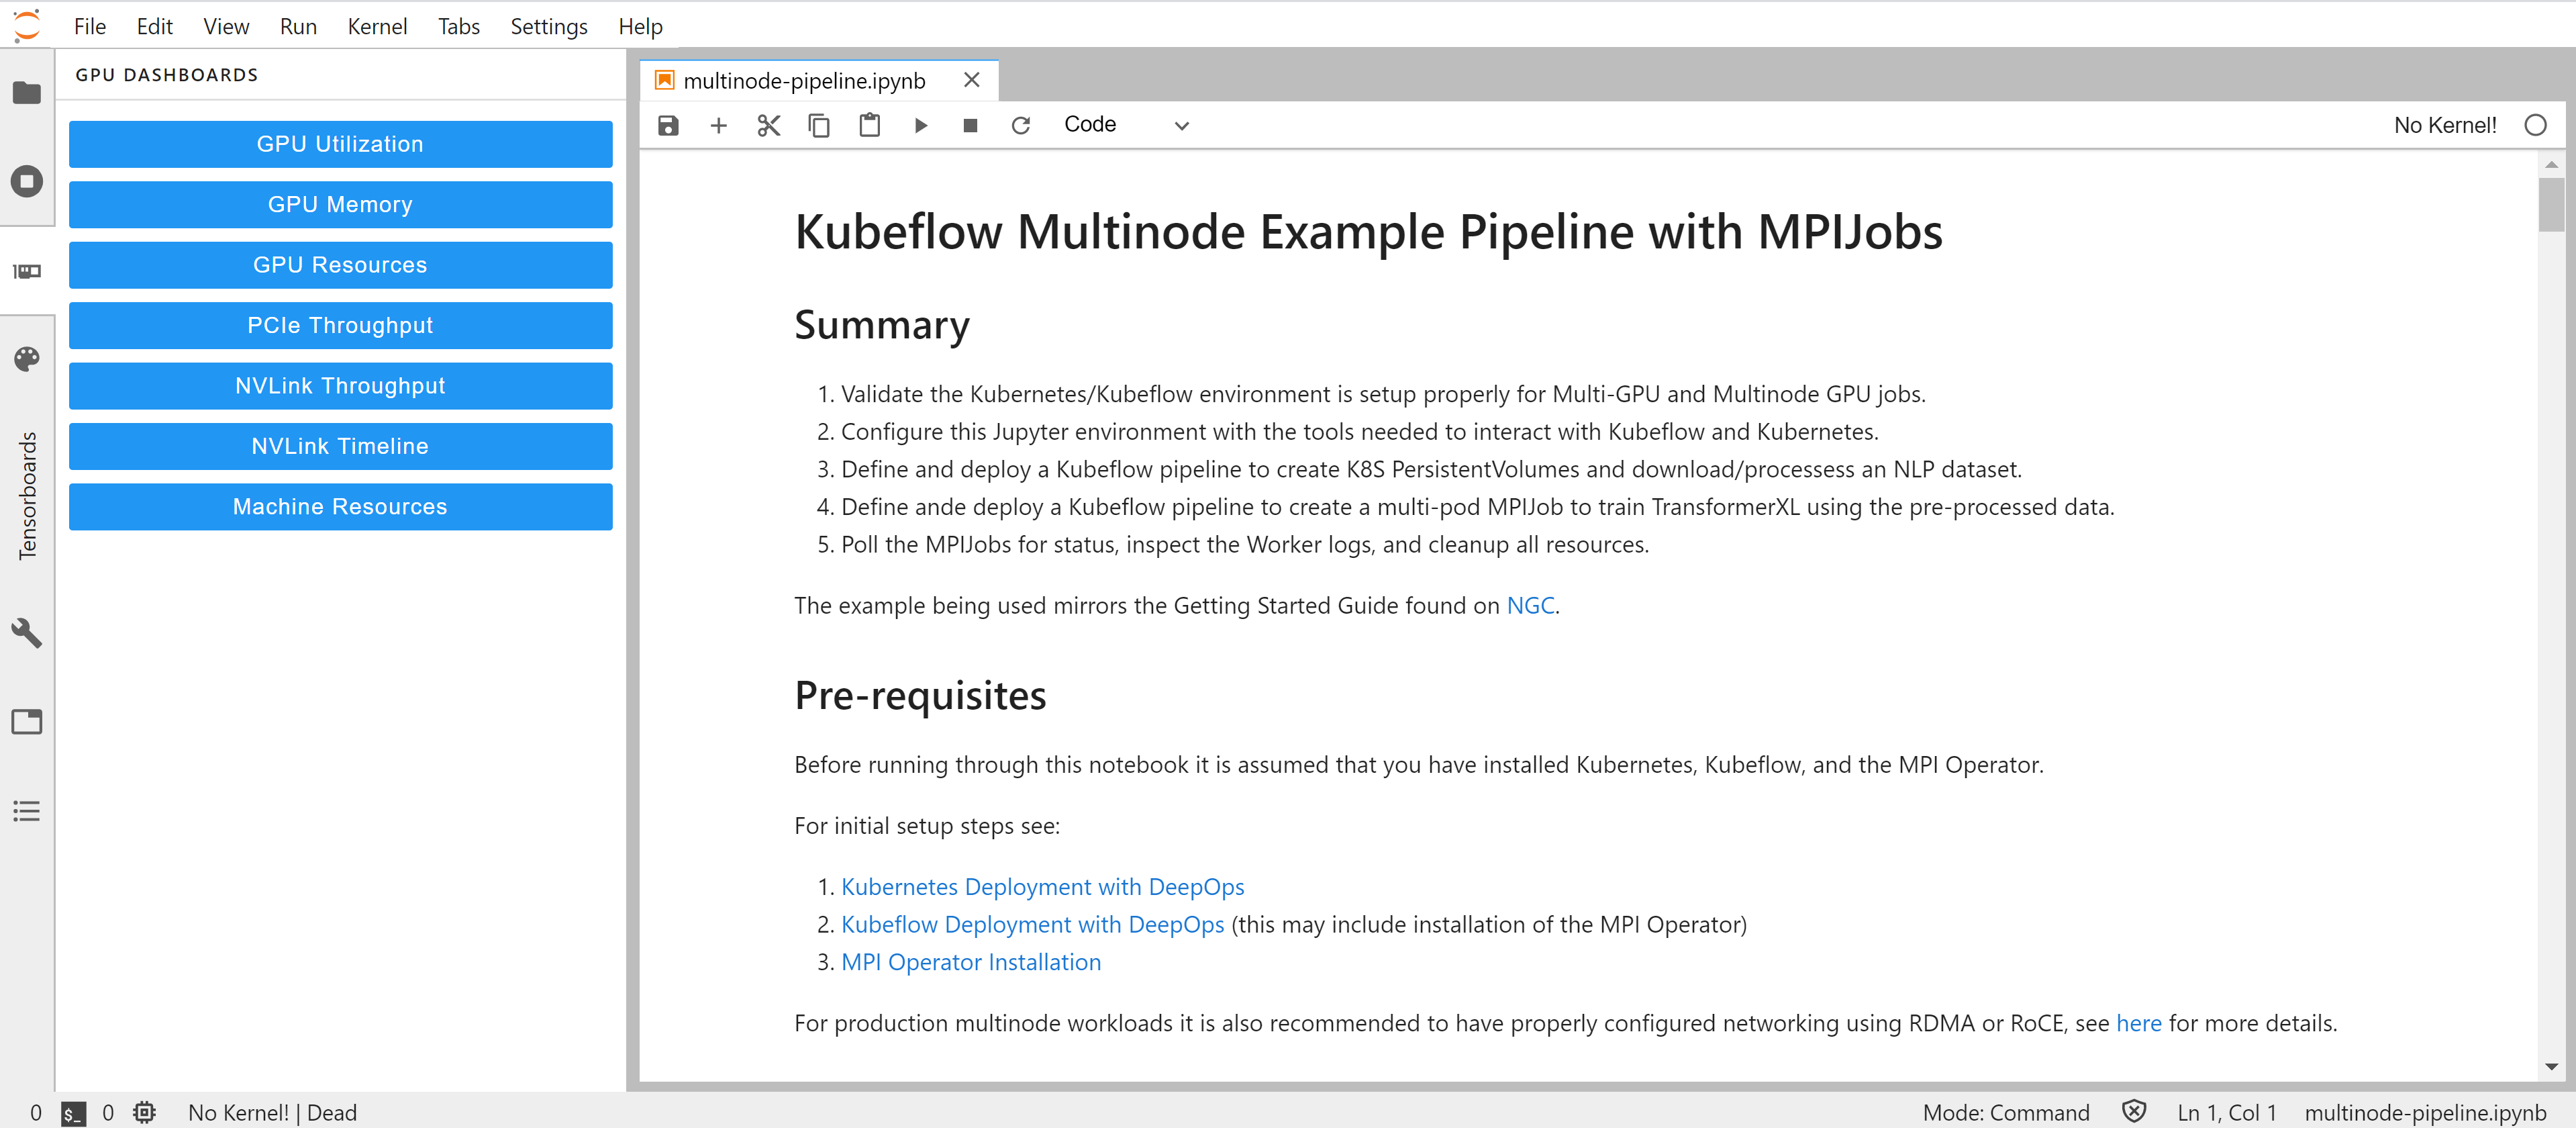 File Edit View Run Kernel Tabs Settings Help
GPU DASHBOARDS
GPU Utilization
GPU Memory
GPU Resources
PCIe Throughput
NVLink Throughput
NVLink Timeline
Machine Resources
Tensorboards
multinode-pipeline.ipynb
Code
No Kernel!
Kubeflow Multinode Example Pipeline with MPIJobs
Summary
1. Validate the Kubernetes/Kubeflow environment is setup properly for Multi-GPU and Multinode GPU jobs.
2. Configure this Jupyter environment with the tools needed to interact with Kubeflow and Kubernetes.
3. Define and deploy a Kubeflow pipeline to create K8S PersistentVolumes and download/processess an NLP dataset.
4. Define ande deploy a Kubeflow pipeline to create a multi-pod MPIJob to train TransformerXL using the pre-processed data.
5. Poll the MPIJobs for status, inspect the Worker logs, and cleanup all resources.
The example being used mirrors the Getting Started Guide found on NGC.
Pre-requisites
Before running through this notebook it is assumed that you have installed Kubernetes, Kubeflow, and the MPI Operator.
For initial setup steps see:
1. Kubernetes Deployment with DeepOps
2. Kubeflow Deployment with DeepOps (this may include installation of the MPI Operator)
3. MPI Operator Installation
For production multinode workloads it is also recommended to have properly configured networking using RDMA or RoCE, see here for more details.
0 $_ 0 No Kernel! | Dead
Mode: Command Ln 1, Col 1 multinode-pipeline.ipynb